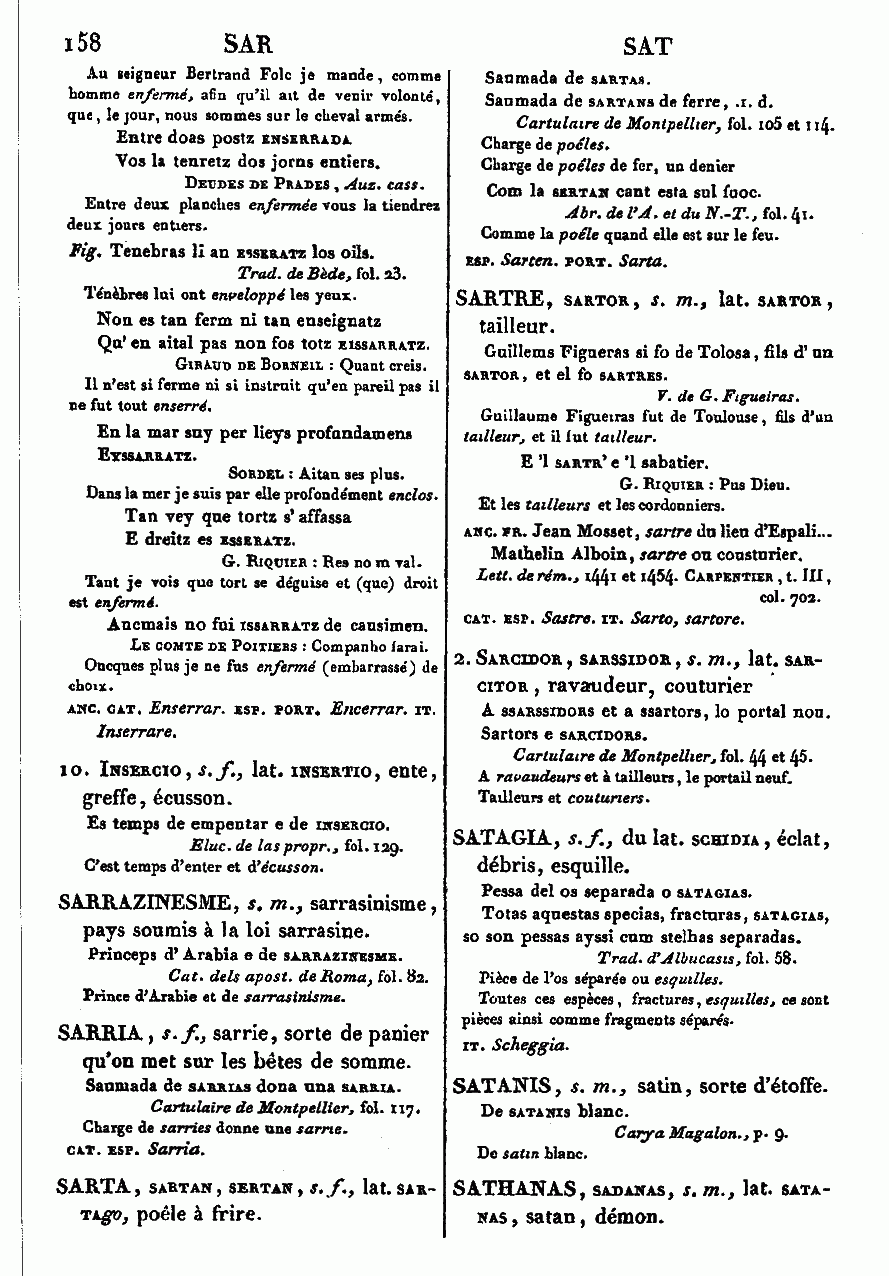 158 SAR SAT
Au seigneur Bertrand Folc je mande, comme
homme enfermé, afin qu'il ait de venir volonté,
que, le jour, nous sommes sur le cheval armés.
Entre doas postz ENSERRADA
Vos la tenretz dos jorns entiers.
DEUDES DE PRADES, Auz. cass.
Entre deux planches enfermée vous la tiendrez
deux jours entiers.
Fig. Tenebras li an ESSERATZ los oils.
Trad. de Bède, fol. 23.
Ténèbres lui ont enveloppé les yeux.
Non es tan ferm ni tan enseignatz
Qu'en aital pas non fos totz EISSARRATZ.
GIRAUD DE BORNEIL : Quant creis.
Il n'est si ferme ni si instruit qu'en pareil pas il
ne fut tout enserré.
En la mar suy per lieys profundamens
EYSSARRATZ.
SORDEL : Aitan ses plus.
Dans la mer je suis par elle profondément enclos.
Tan vey que tortz s'affassa
E dreitz es ESSERATZ.
G. RIQUIER : Res no m val.
Tant je vois que tort se déguise et (que) droit
est enfermé.
Ancmais no fui ISSARRATZ de causimen.
LE COMTE DE POITIERS : Companho farai.
Oncques plus je ne fus enfermé (embarrassé) de
choix.
ANC. CAT. Enserrar. ESP. PORT. Encerrar. IT.
Inserrare.
10. INSERCIO, s. f., lat. INSERTIO, ente,
greffe, écusson.
Es temps de empentar e de INSERCIO.
Eluc. de las propr., fol. 129.
C'est temps d'enter et d'écusson.
SARRAZINESME, s. m., sarrasinisme,
pays soumis à la loi sarrasine.
Princeps d'Arabia e de SARRAZINESME.
Cat. dels apost. de Roma, fol. 82.
Prince d'Arabie et de sarrasinisme.
SARRIA, s. f., sarrie, sorte de panier
qu'on met sur les bêtes de somme.
Saumada de SARRIAS dona una SARRIA.
Cartulaire de Montpellier, fol. 117.
Charge de sarries donne une sarrie.
CAT. ESP. Sarria.
SARTA, SARTAN, SERTAN, s. f., lat. SAR-
TAgo, poêle à frire.
Saumada de SARTAS.
Saumada de SARTANS de ferre, .I. d.
Cartulaire de Montpellier, fol. 105 et 114.
Charge de poêles.
Charge de poêles de fer, un denier
Com la SERTAN cant esta sul fuoc.
Abr. de l'A. et du N.-T., fol. 41.
Comme la poêle quand elle est sur le feu.
ESP. Sarten. PORT. Sarta.
SARTRE, SARTOR, s. m., lat. SARTOR,
tailleur.
Guillems Figueras si fo de Tolosa, fils d'un
SARTOR, et el fo SARTRES.
V. de G. Figueiras.
Guillaume Figueiras fut de Toulouse, fils d'un
tailleur, et il fut tailleur.
E 'l SARTR' e 'l sabatier.
G. RIQUIER : Pus Dieu.
Et les tailleurs et les cordonniers.
ANC. FR. Jean Mosset, sartre du lieu d'Espali...
Mathelin Alboin, sartre ou cousturier.
Lett. de rém., 1441 et 1454. CARPENTIER, t. III,
col. 702.
CAT. ESP. Sastre. IT. Sarto, sartore.
2. SARCIDOR, SARSSIDOR, s. m., lat. SAR-
CITOR, ravaudeur, couturier
A SSARSSIDORS et a ssartors, lo portal nou.
Sartors e SARCIDORS.
Cartulaire de Montpellier, fol. 44 et 45.
A ravaudeurs et à tailleurs, le portail neuf.
Tailleurs et couturiers.
SATAGIA, s. f., du lat. SCHIDIA, éclat,
débris, esquille.
Pessa del os separada o SATAGIAS.
Totas aquestas specias, fracturas, SATAGIAS,
so son pessas ayssi cum stelhas separadas.
Trad. d'Albucasis, fol. 58.
Pièce de l'os séparée ou esquilles.
Toutes ces espèces, fractures, esquilles, ce sont
pièces ainsi comme fragments séparés.
IT. Scheggia.
SATANIS, s. m., satin, sorte d'étoffe.
De SATANIS blanc.
Carya Magalon., p. 9.
De satin blanc.
SATHANAS, SADANAS, s. m., lat. SATA-
NAS, satan, démon.